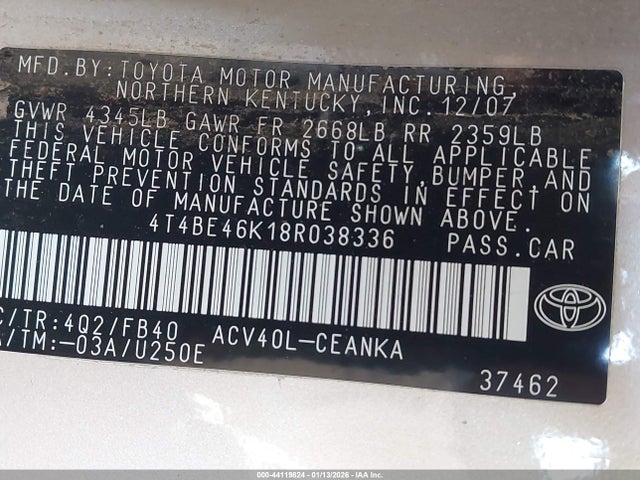 MFD.BY:TOYOTA MOTOR MANUFACTURING,
NORTHERN KENTUCKY,INC.12/07
GVWR 4345LB GAWR FR 2668LB RR 2359LB
THIS VEHICLE CONFORMS TO ALL APPLICABLE
FEDERAL MOTOR VEHICLE SAFETY,BUMPER,AND
THEFT PREVENTION STANDARDS IN EFFECT ON
THE DATE OF MANUFACTURE SHOWN ABOVE.
4T4BE46K18R038336 PASS.CAR
C/TR:4Q2/FB40 ACV40L-CEANKA
A/TM:-03A/U250E
37462
000-44119824 - 01/13/2026 - IAA Inc.